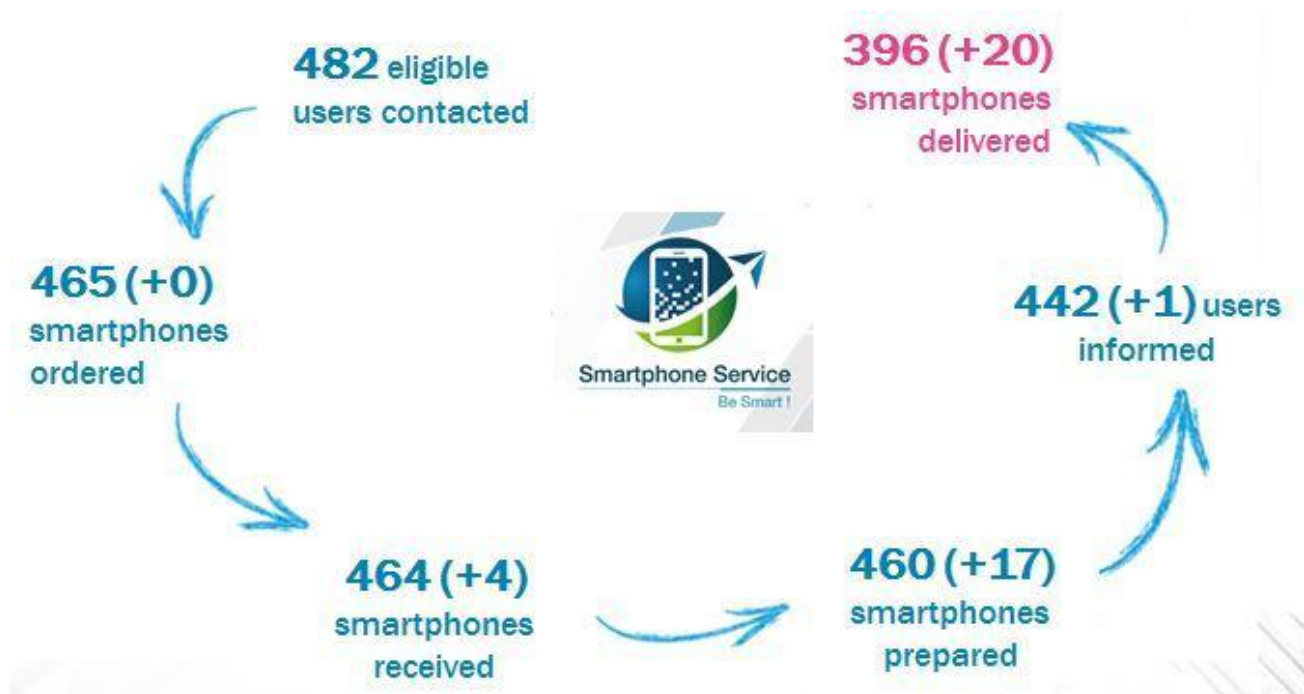 482 eligible
users contacted
465 (+0)
smartphones
ordered
464 (+4)
smartphones
received
460 (+17)
smartphones
prepared
442 (+1) users
informed
396 (+20)
smartphones
delivered
Smartphone Service
Be Smart !